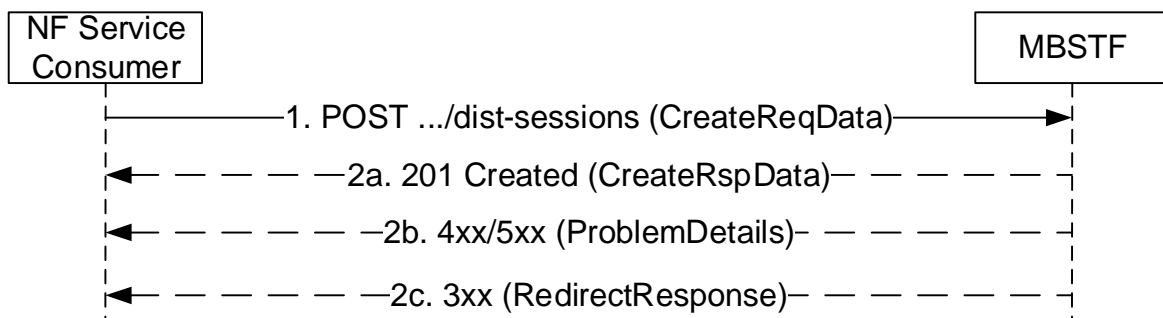 NF Service
Consumer
MBSTF
1. POST .../dist-sessions (CreateReqData)
2a. 201 Created (CreateRspData)
2b. 4xx/5xx (ProblemDetails)
2c. 3xx (RedirectResponse)